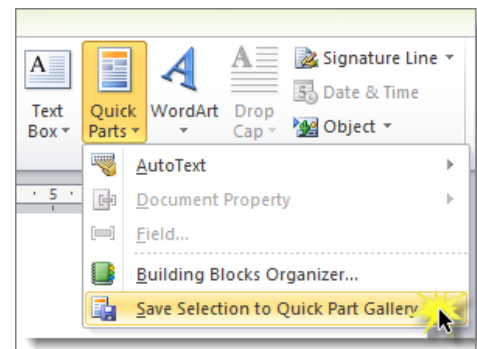 A
A
A
Signature Line
5
Date & Time
Text
Box
Quick
Parts
WordArt
Drop
Cap
Object
AutoText
· 5 ·
Document Property
Field...
Building Blocks Organizer...
Save Selection to Quick Part Gallery